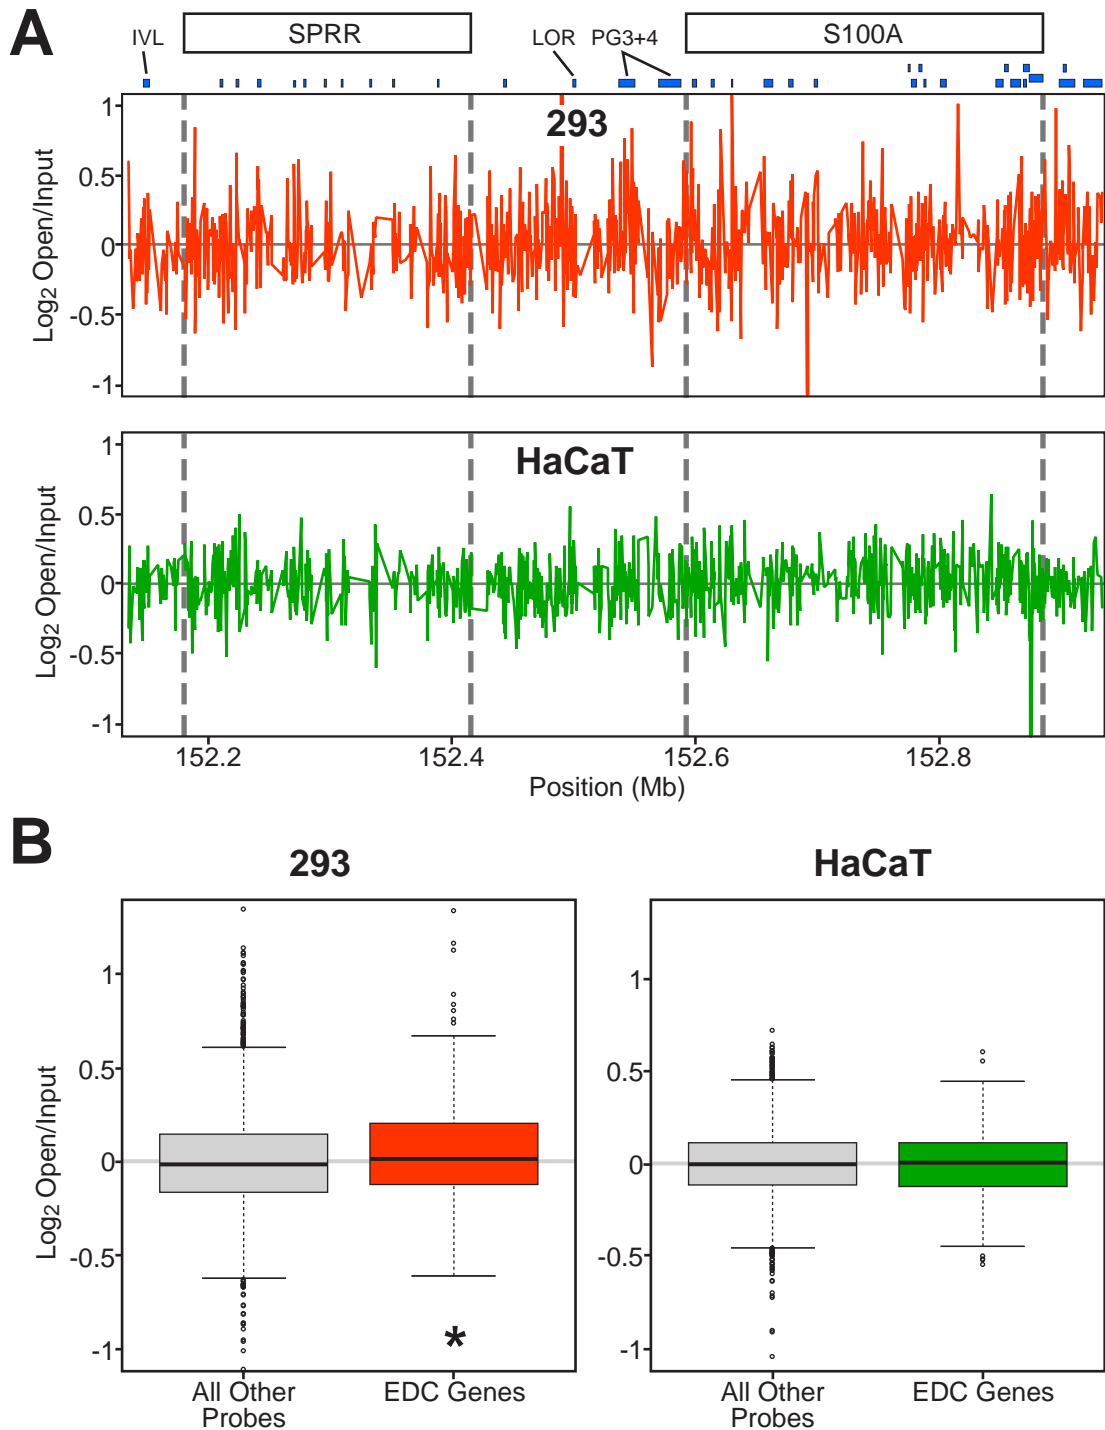 A
IVL
SPRR
LOR
PG3+4
S100A
293
1
0.5
0
-0.5
-1
Log2 Open/Input
HaCaT
1
0.5
0
-0.5
-1
Log2 Open/Input
152.2
152.4
152.6
152.8
Position (Mb)
B
293
HaCaT
1
0.5
0
-0.5
-1
Log2 Open/Input
*
All Other
Probes
EDC Genes
1
0.5
0
-0.5
-1
All Other
Probes
EDC Genes